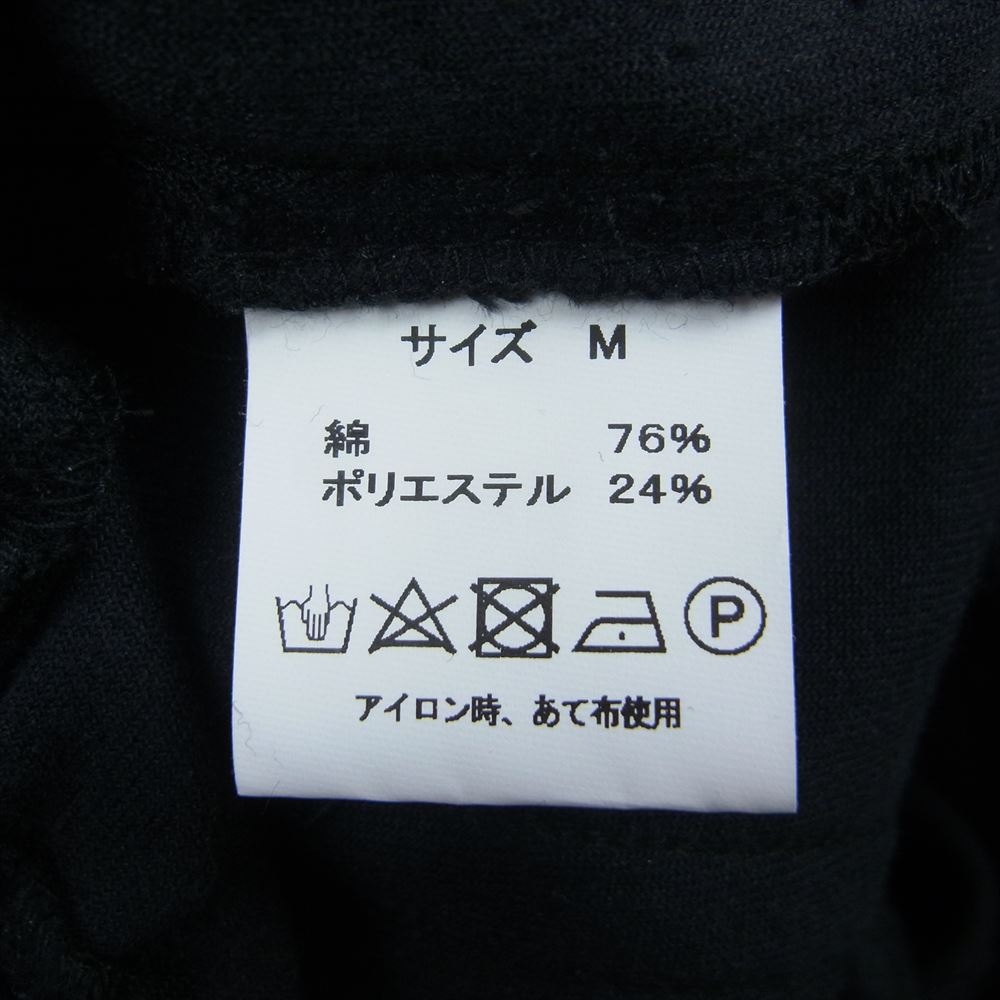 サイズ M
綿 76%
ポリエステル 24%
P
アイロン時、あて布使用